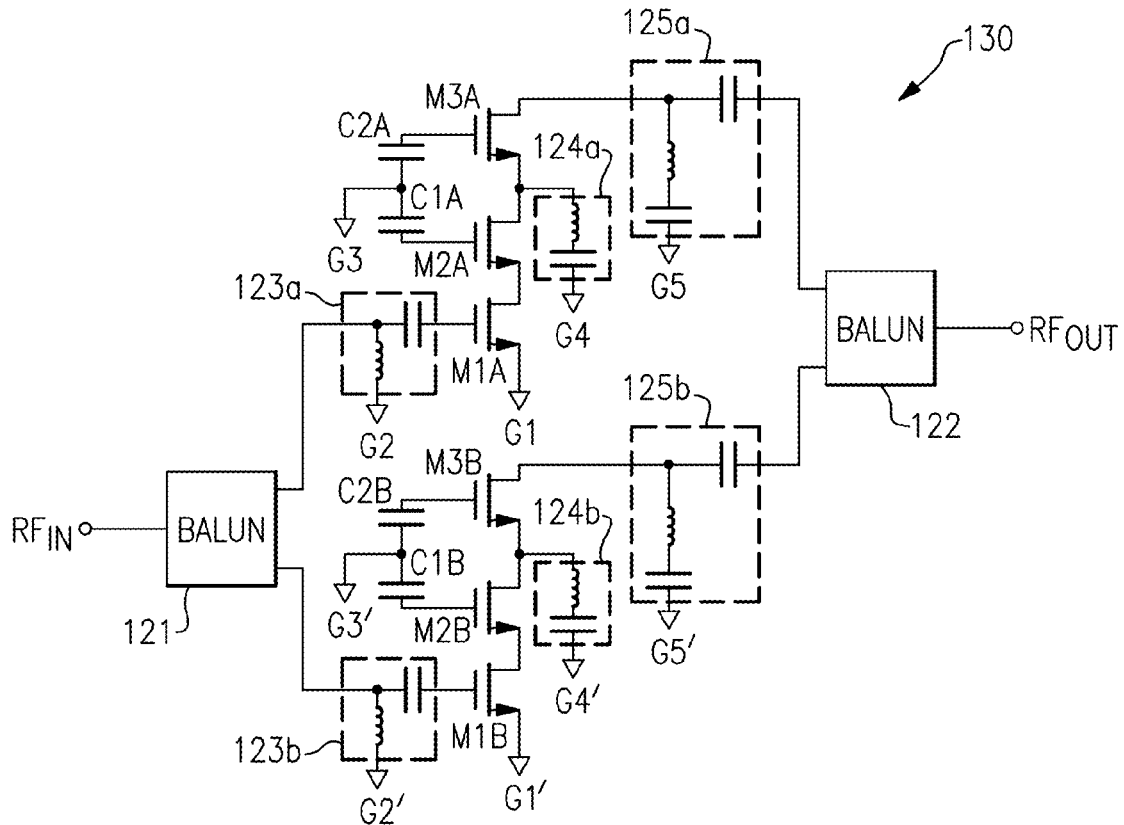 125a
130
M3A
C2A
124a
C1A
G3
M2A
G5
123a
G4
BALUN
RFOUT
M1A
125b
122
G2
G1
M3B
C2B
124b
RFIN
BALUN
C1B
G3′
M2B
121
G5′
G4′
123b
M1B
G2′
G1′